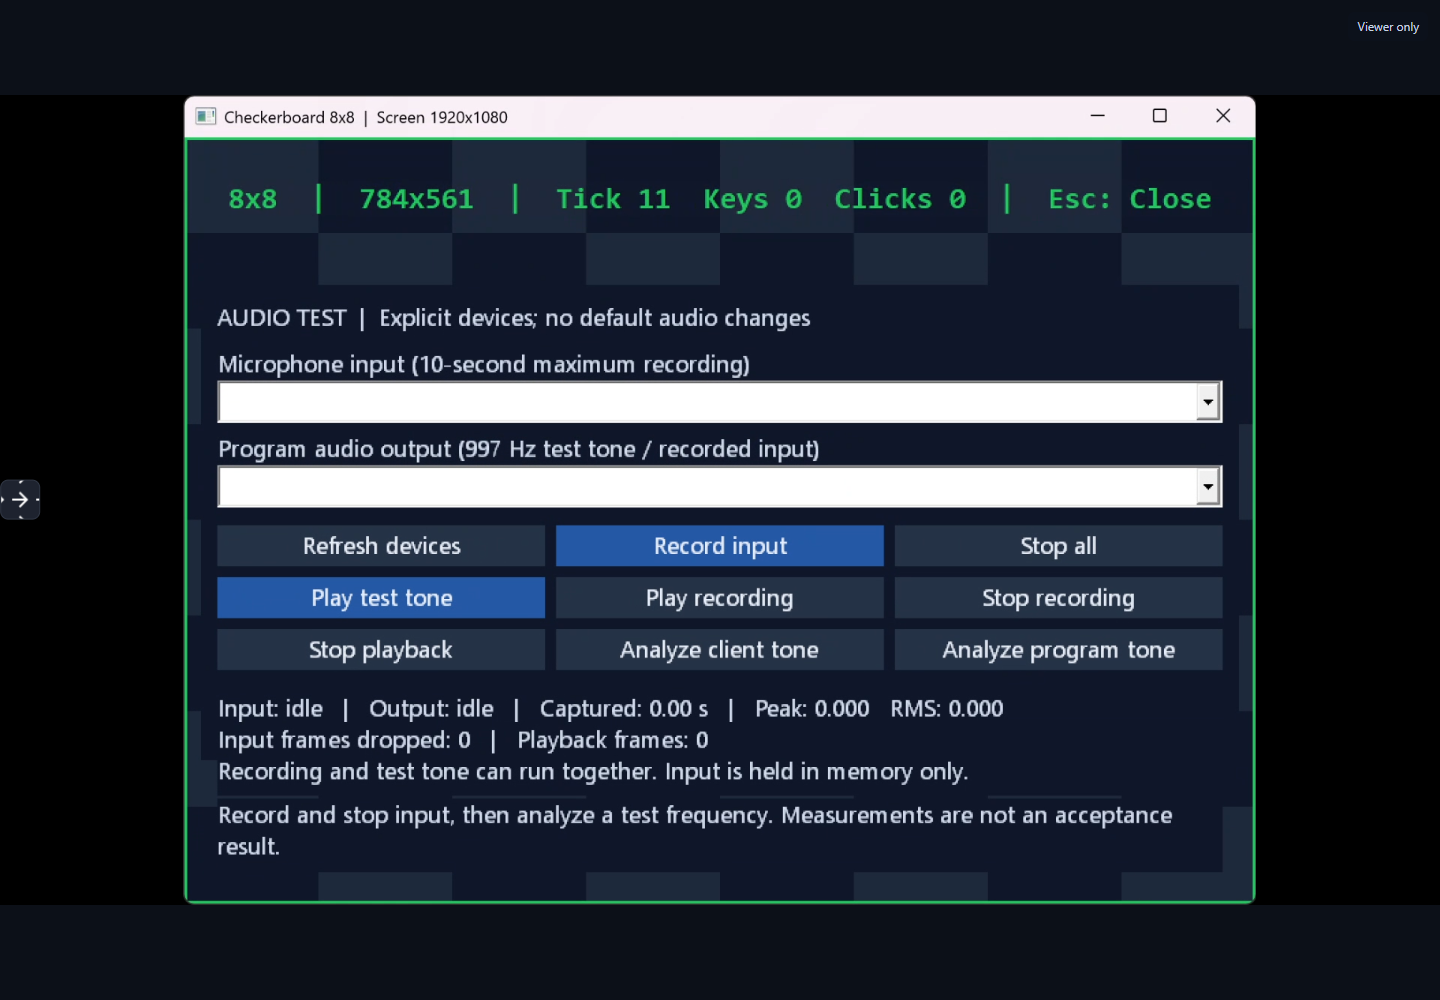 Viewer only
Checkerboard 8x8 | Screen 1920x1080
8x8 | 784x561 | Tick 11 Keys 0 Clicks 0 | Esc: Close
AUDIO TEST | Explicit devices; no default audio changes
Microphone input (10-second maximum recording)
Program audio output (997 Hz test tone / recorded input)
Refresh devices Record input Stop all
Play test tone Play recording Stop recording
Stop playback Analyze client tone Analyze program tone
Input: idle | Output: idle | Captured: 0.00 s | Peak: 0.000 RMS: 0.000
Input frames dropped: 0 | Playback frames: 0
Recording and test tone can run together. Input is held in memory only.
Record and stop input, then analyze a test frequency. Measurements are not an acceptance
result.